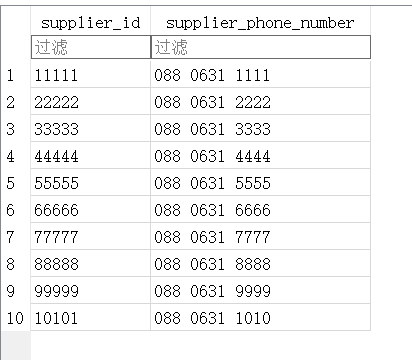 supplier_id supplier_phone_number
过滤 过滤
1 11111 088 0631 1111
2 22222 088 0631 2222
3 33333 088 0631 3333
4 44444 088 0631 4444
5 55555 088 0631 5555
6 66666 088 0631 6666
7 77777 088 0631 7777
8 88888 088 0631 8888
9 99999 088 0631 9999
10 10101 088 0631 1010